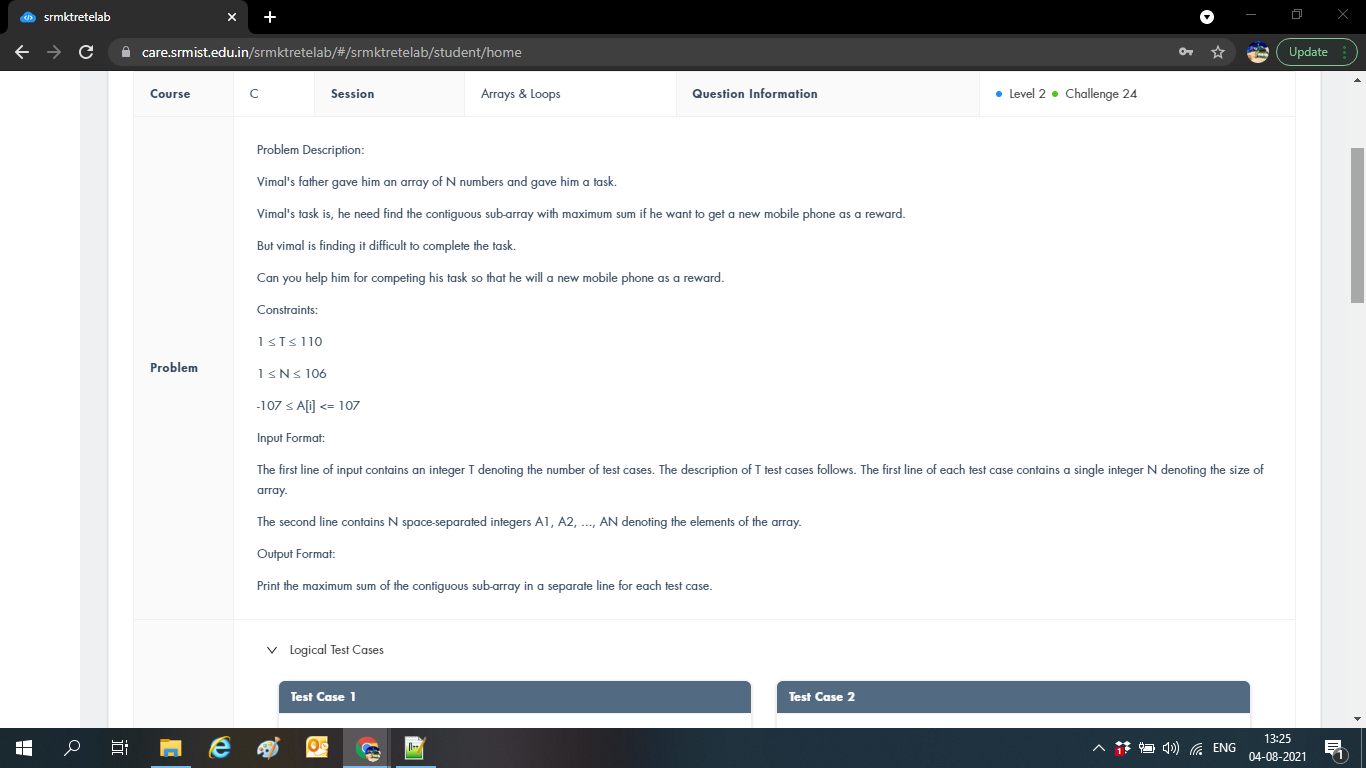 srmktretelab
care.srmist.edu.in/srmktretelab/#/srmktretelab/student/home
Update
Course C Session Arrays & Loops Question Information Level 2 Challenge 24
Problem Description:
Vimal's father gave him an array of N numbers and gave him a task.
Vimal's task is, he need find the contiguous sub-array with maximum sum if he want to get a new mobile phone as a reward.
But vimal is finding it difficult to complete the task.
Can you help him for competing his task so that he will a new mobile phone as a reward.
Constraints:
1 ≤ T ≤ 110
1 ≤ N ≤ 106
Problem
-107 ≤ A[i] <= 107
Input Format:
The first line of input contains an integer T denoting the number of test cases. The description of T test cases follows. The first line of each test case contains a single integer N denoting the size of
array.
The second line contains N space-separated integers A1, A2, ..., AN denoting the elements of the array.
Output Format:
Print the maximum sum of the contiguous sub-array in a separate line for each test case.
Logical Test Cases
Test Case 1 Test Case 2
ENG
13:25
04-08-2021
1